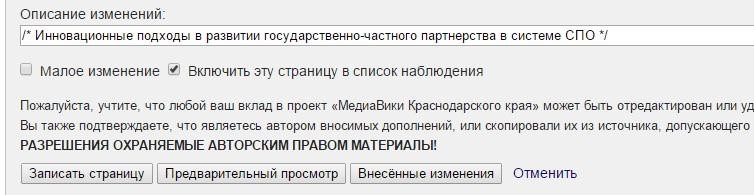 Описание изменений:
/* Инновационные подходы в развитии государственно-частного партнерства в системе СПО */
Малое изменение Включить эту страницу в список наблюдения
Пожалуйста, учтите, что любой ваш вклад в проект «МедиаВики Краснодарского края» может быть отредактирован или
Вы также подтверждаете, что являетесь автором вносимых дополнений, или скопировали их из источника, допускающего
РАЗРЕШЕНИЯ ОХРАНЯЕМЫЕ АВТОРСКИМ ПРАВОМ МАТЕРИАЛЫ!
Записать страницу Предварительный просмотр Внесённые изменения Отменить